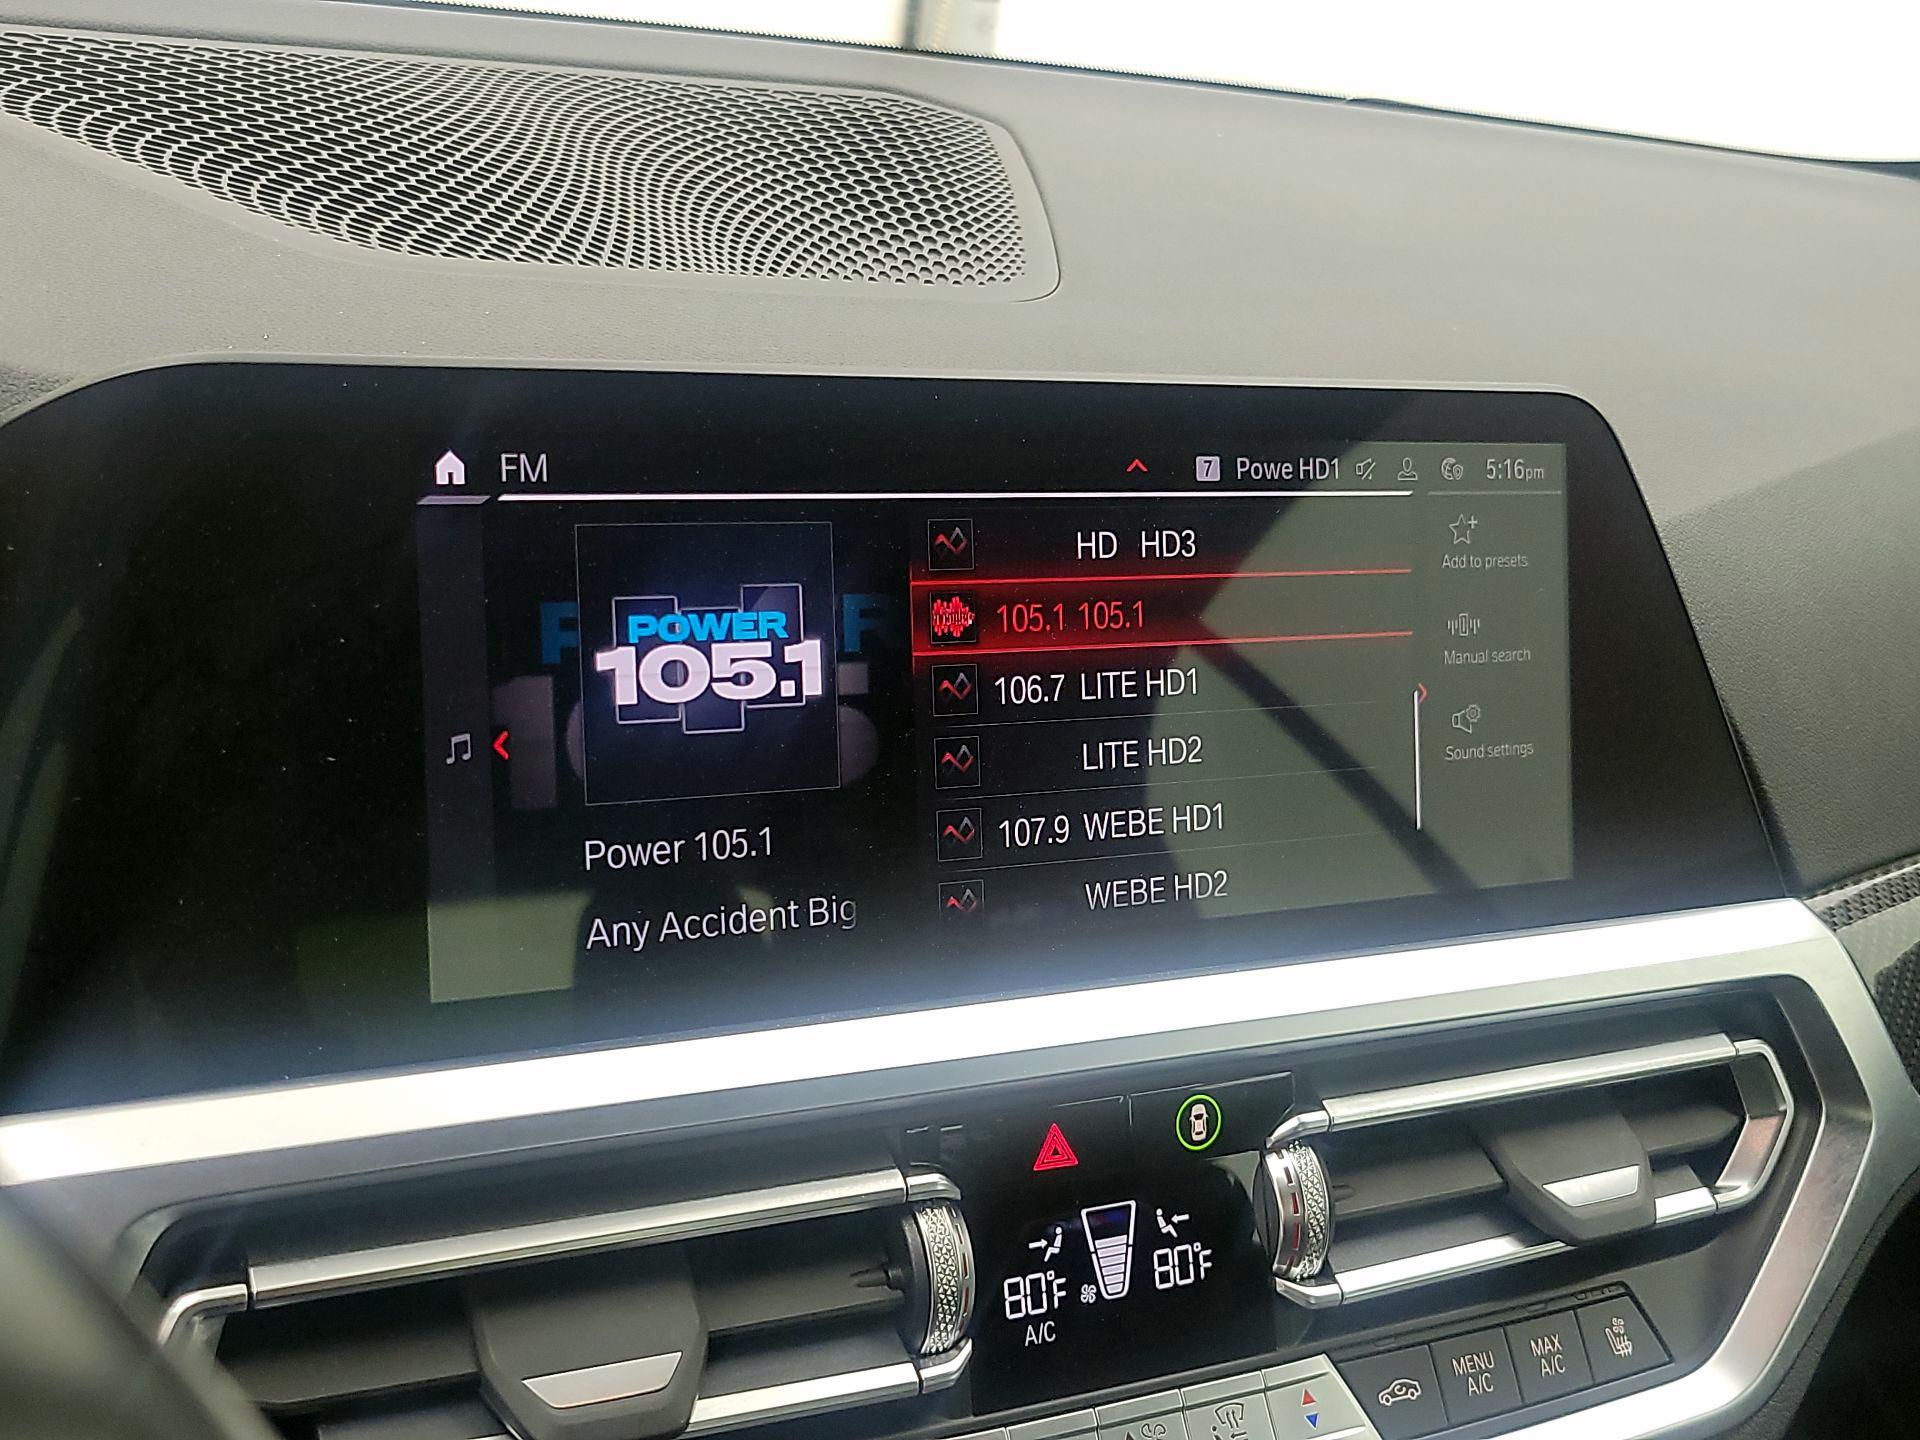 FM
7 Powe HD1 5:16pm
HD HD3
105.1 105.1
106.7 LITE HD1
LITE HD2
107.9 WEBE HD1
WEBE HD2
POWER
105.1
Power 105.1
Any Accident Big
Add to presets
Manual search
Sound settings
80°F
A/C
80°F
MENU
A/C
MAX
A/C